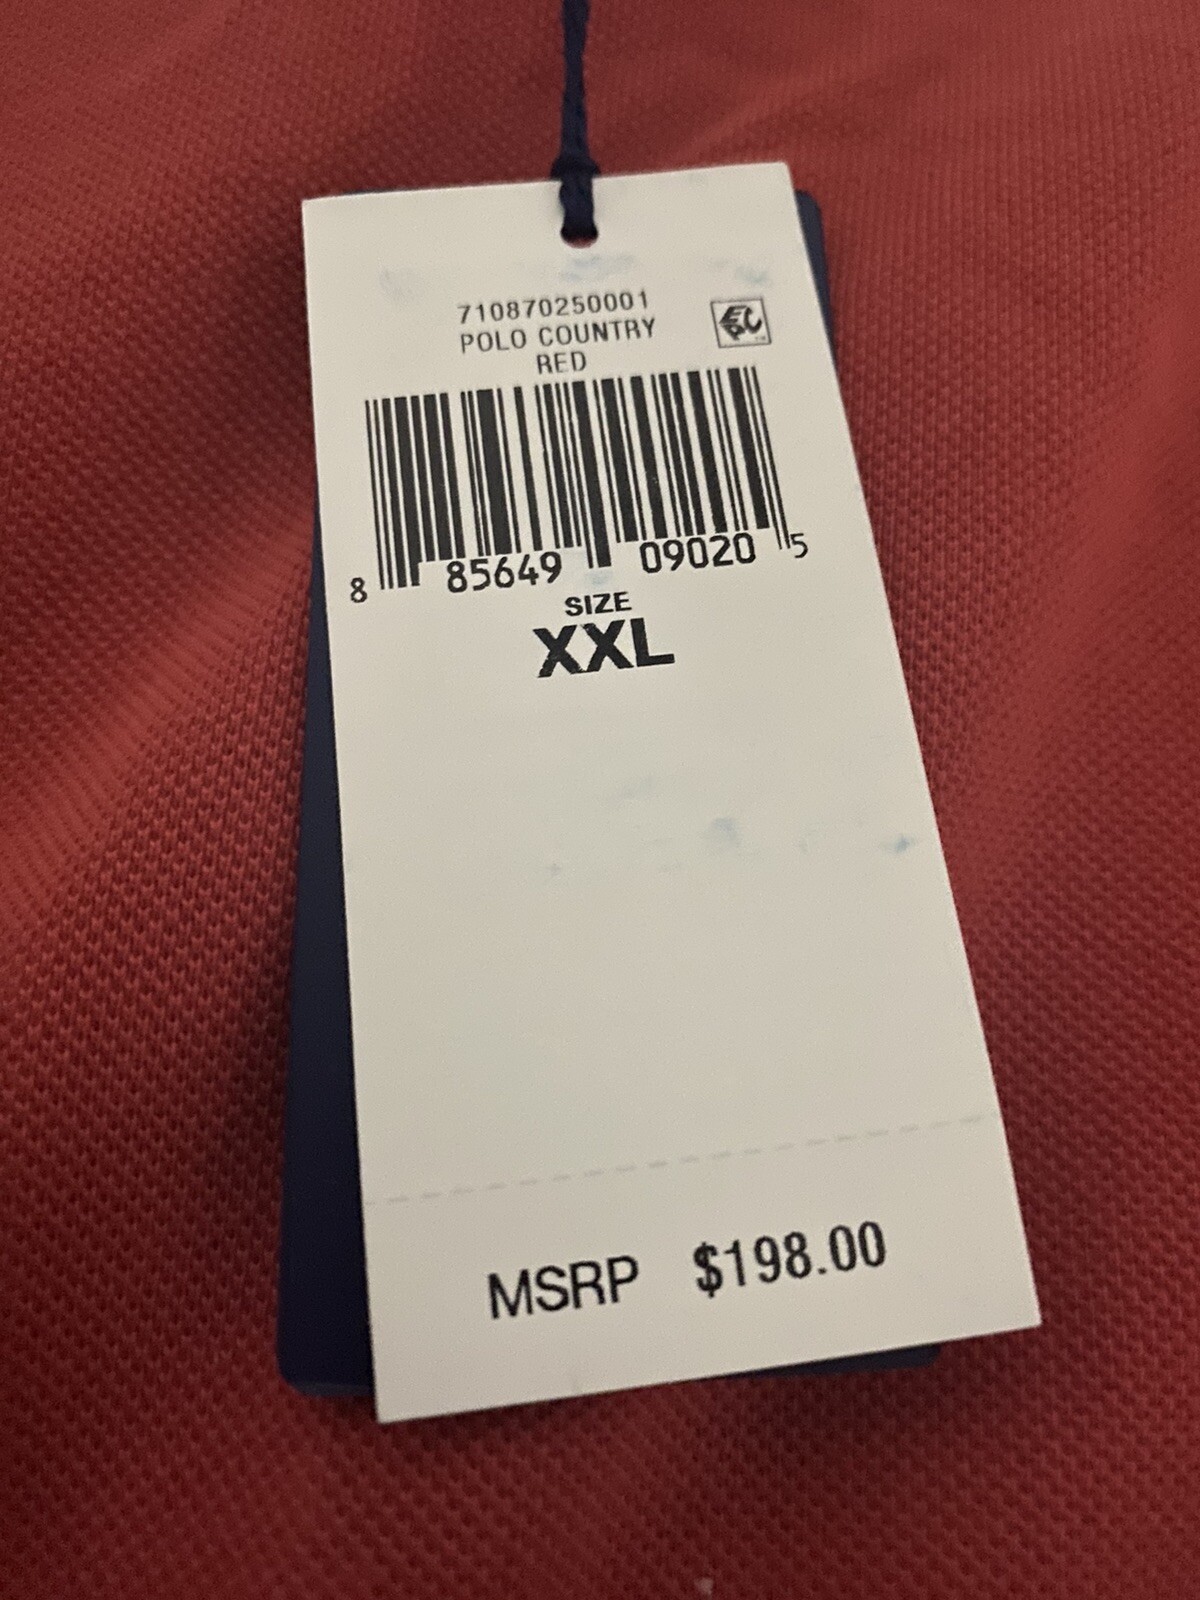 710870250001
POLO COUNTRY
RED
8 85649 09020 5
SIZE
XXL
MSRP $198.00